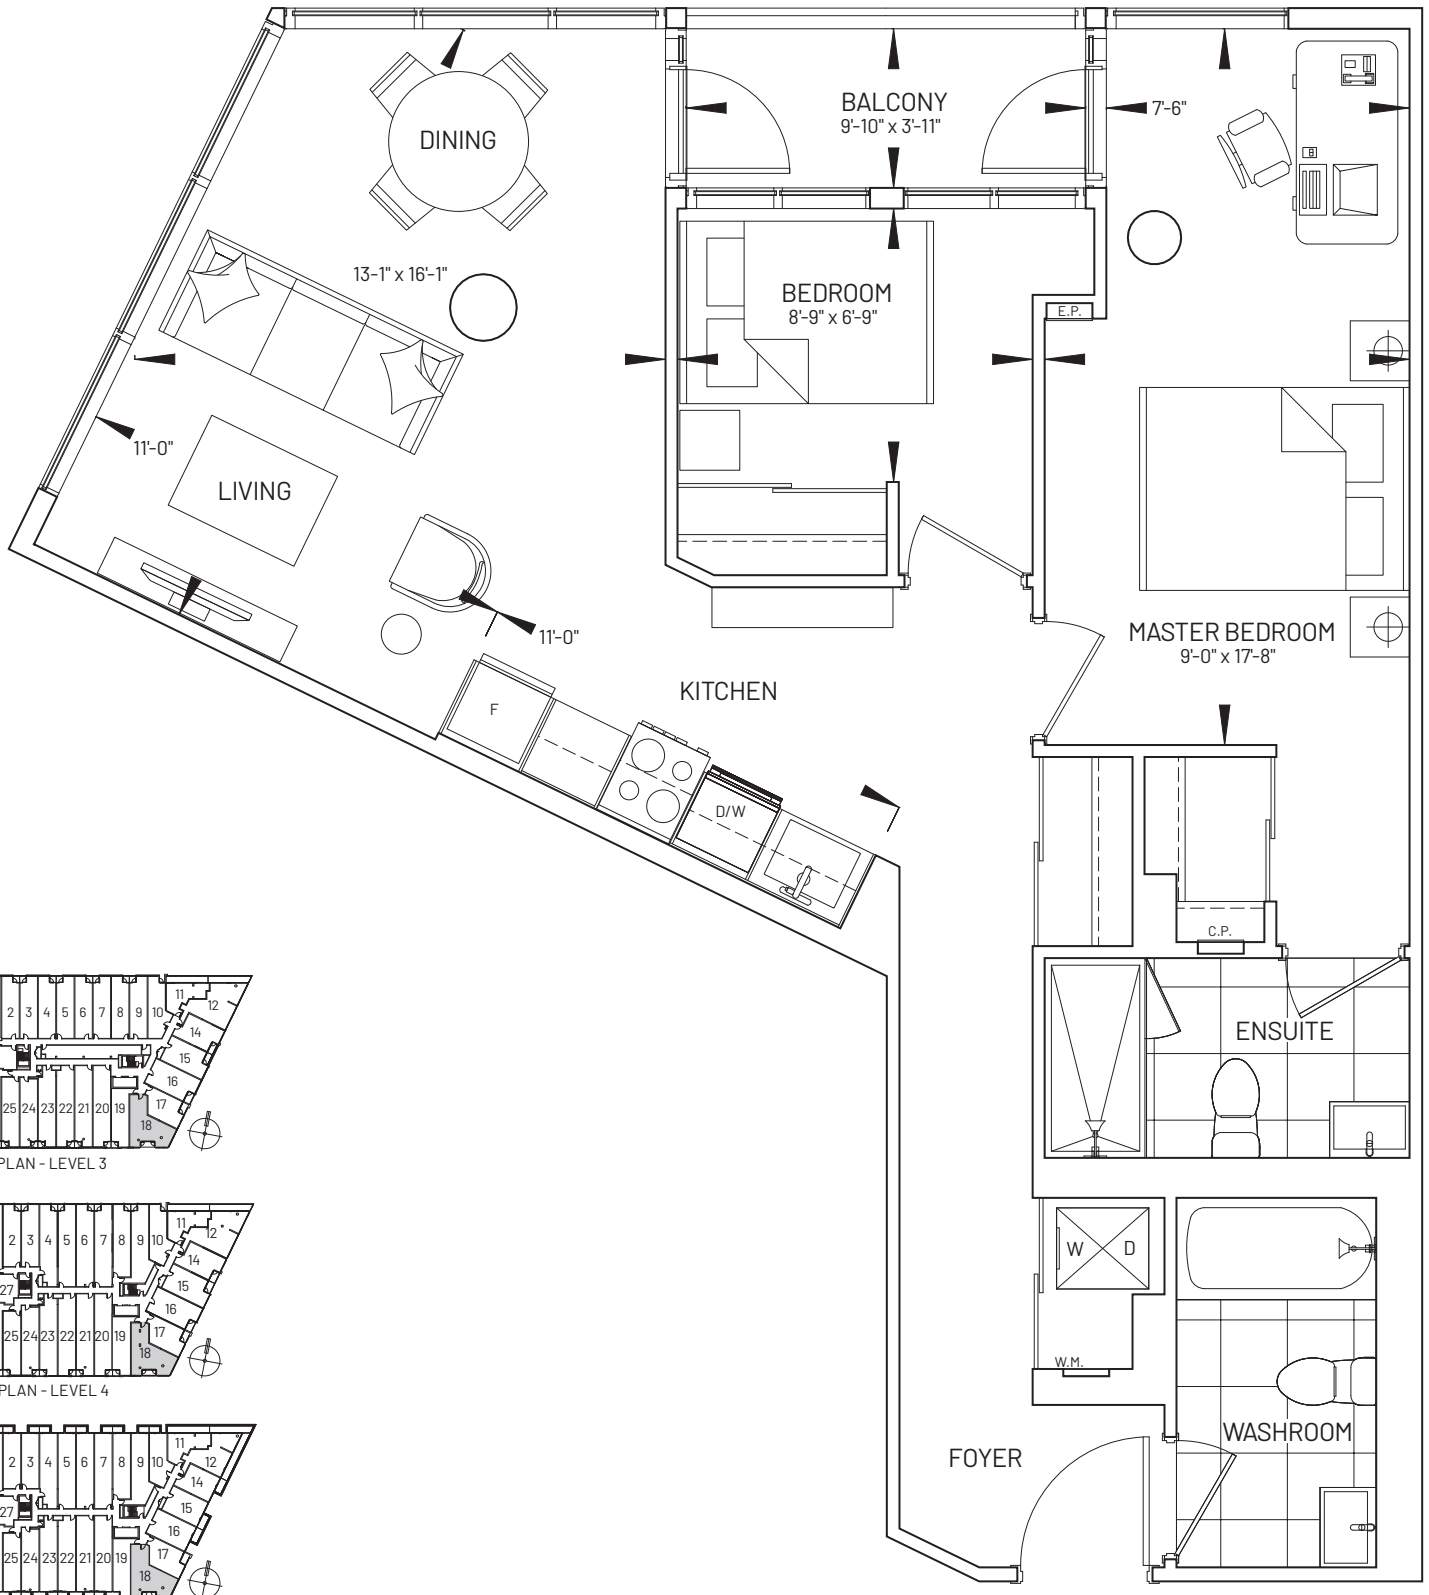 DINING
BALCONY
9'-10" x 3'-11"
7'-6"
13-1" x 16'-1"
BEDROOM
8'-9" x 6'-9"
E.P.
11'-0"
LIVING
11'-0"
MASTER BEDROOM
9'-0" x 17'-8"
KITCHEN
F
D/W
C.P.
ENSUITE
W D
W.M.
WASHROOM
FOYER
2 3 4 5 6 7 8 9 10 11 12
14
15
16
17
18
25 24 23 22 21 20 19
PLAN - LEVEL 3
2 3 4 5 6 7 8 9 10 11 12
14
15
16
17
18
27
25 24 23 22 21 20 19
PLAN - LEVEL 4
2 3 4 5 6 7 8 9 10 11 12
14
15
16
17
18
27
25 24 23 22 21 20 19